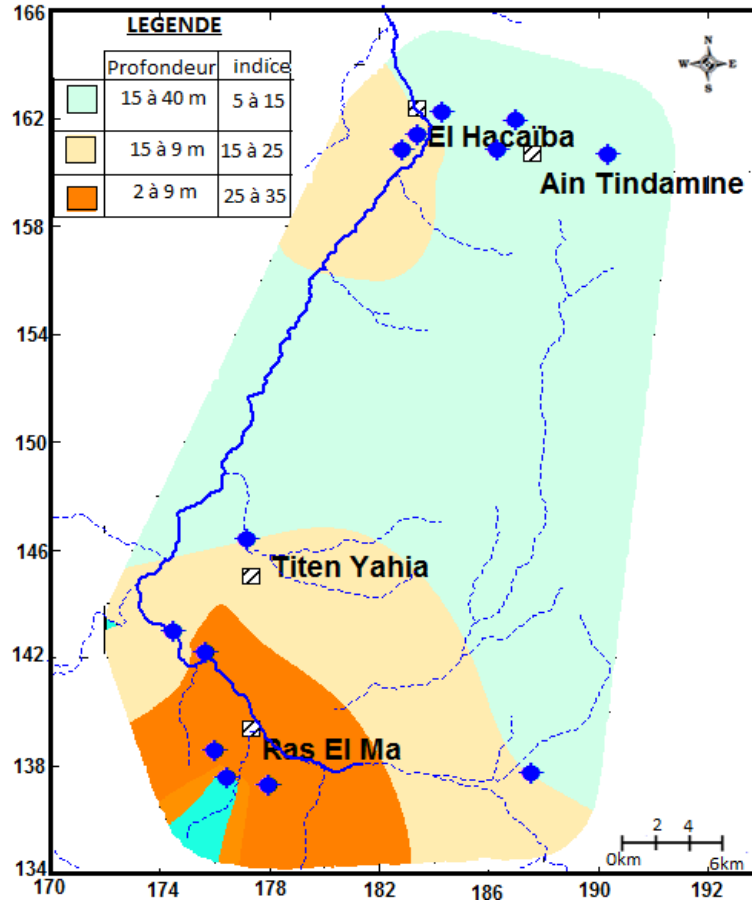 LEGENDE
Profondeur indice
15 à 40 m 5 à 15
15 à 9 m 15 à 25
2 à 9 m 25 à 35
N
W E
S
El Hacaïba
Ain Tindamine
Titen Yahia
Ras El Ma
166
162
158
154
150
146
142
138
134
2 4
0km 6km
170 174 178 182 186 190 192